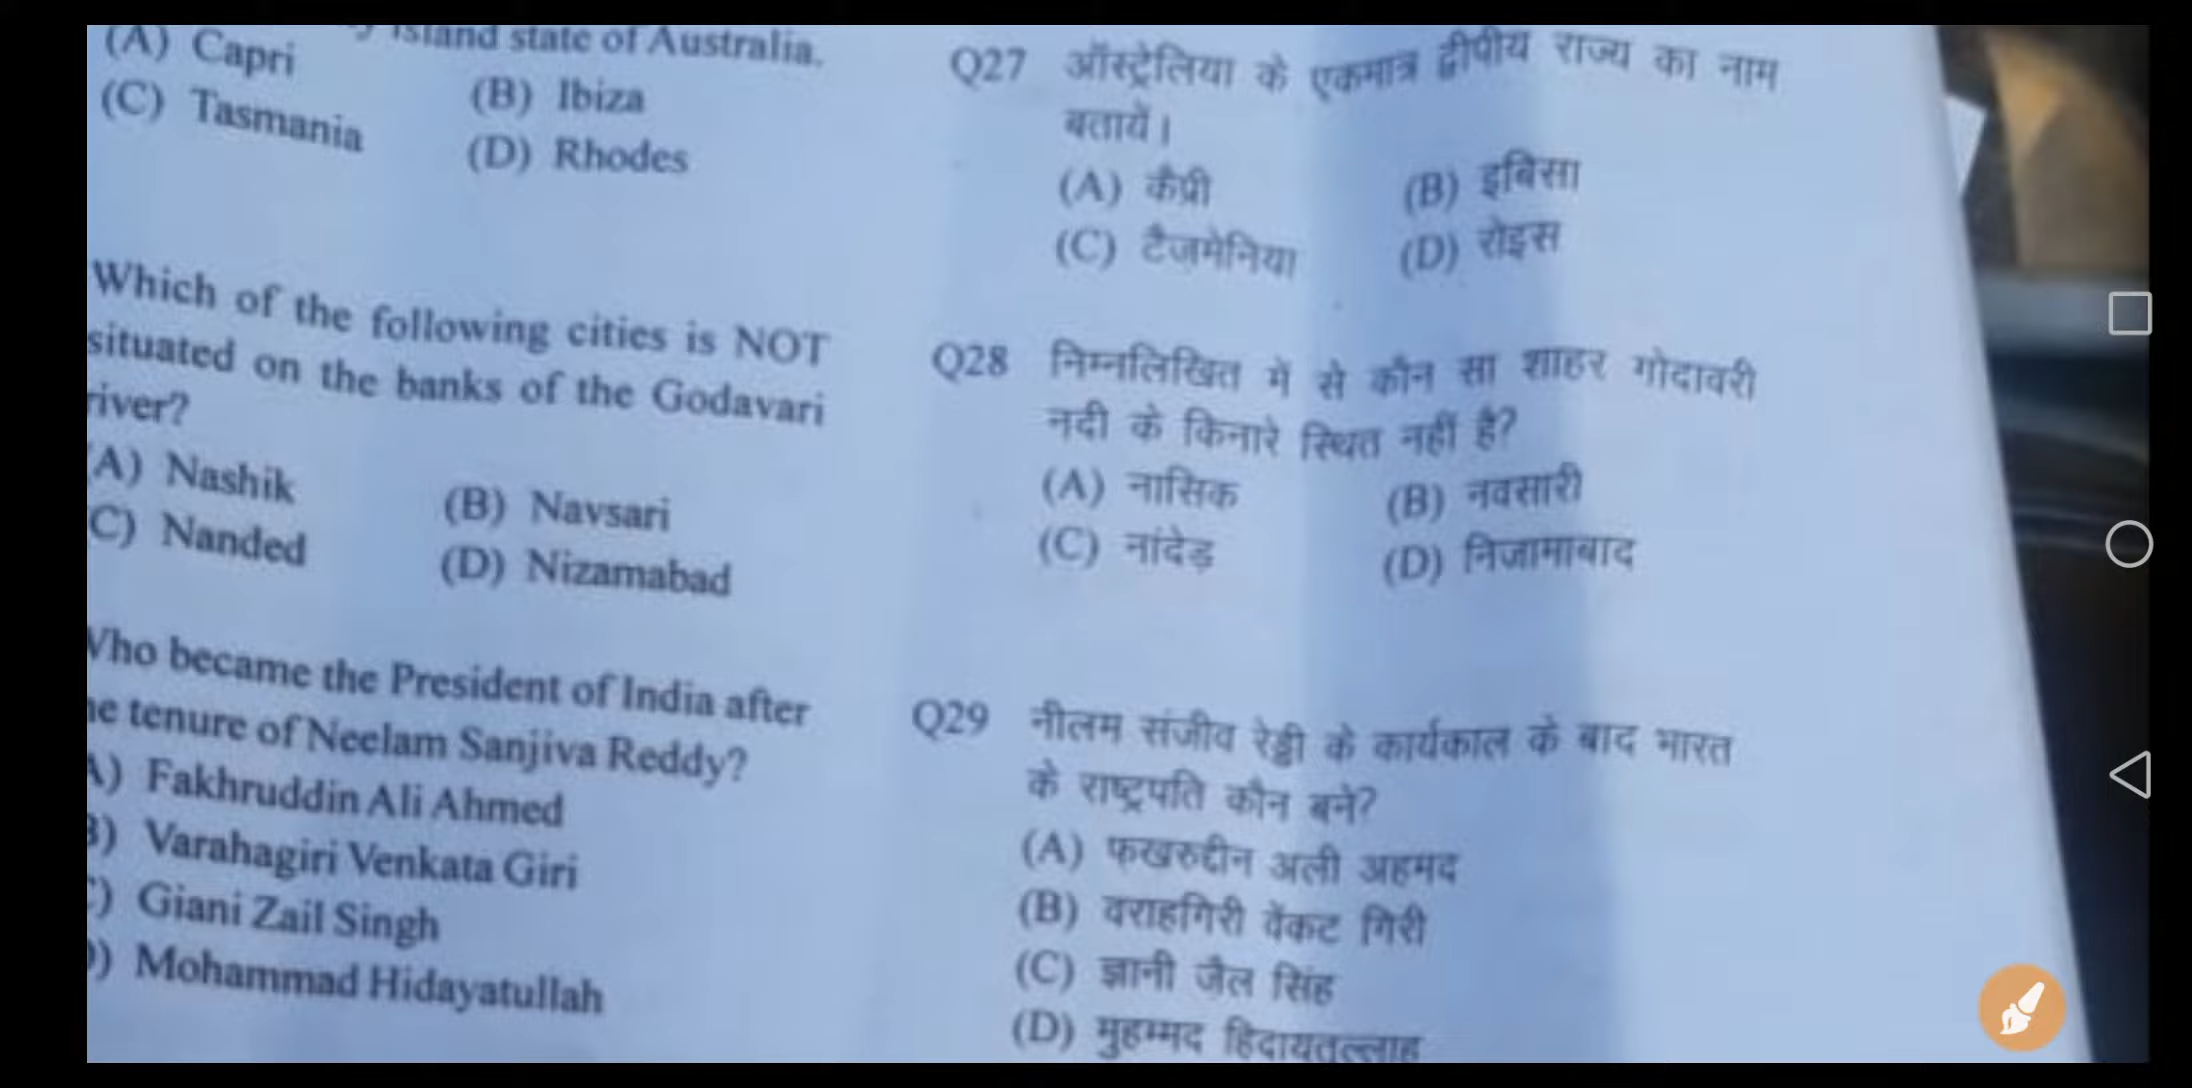 island state of Australia.
(A) Capri
(B) Ibiza
(C) Tasmania
(D) Rhodes
Which of the following cities is NOT
situated on the banks of the Godavari
river?
A) Nashik
(B) Navsari
C) Nanded
(D) Nizamabad
Who became the President of India after
he tenure of Neelam Sanjiva Reddy?
A) Fakhruddin Ali Ahmed
B) Varahagiri Venkata Giri
C) Giani Zail Singh
D) Mohammad Hidayatullah
Q27 ऑस्ट्रेलिया के एकमात्र द्वीपीय राज्य का नाम
बतायें।
(A) कैप्री (B) इबिसा
(C) टैजमेनिया (D) रोड्स
Q28 निम्नलिखित में से कौन सा शाहर गोदावरी
नदी के किनारे स्थित नहीं है?
(A) नासिक (B) नवसारी
(C) नांदेड़ (D) निजामाबाद
Q29 नीलम संजीव रेड्डी के कार्यकाल के बाद भारत
के राष्ट्रपति कौन बने?
(A) फखरुद्दीन अली अहमद
(B) वराहगिरी वेंकट गिरी
(C) ज्ञानी जैल सिंह
(D) मुहम्मद हिदायतुल्लाह